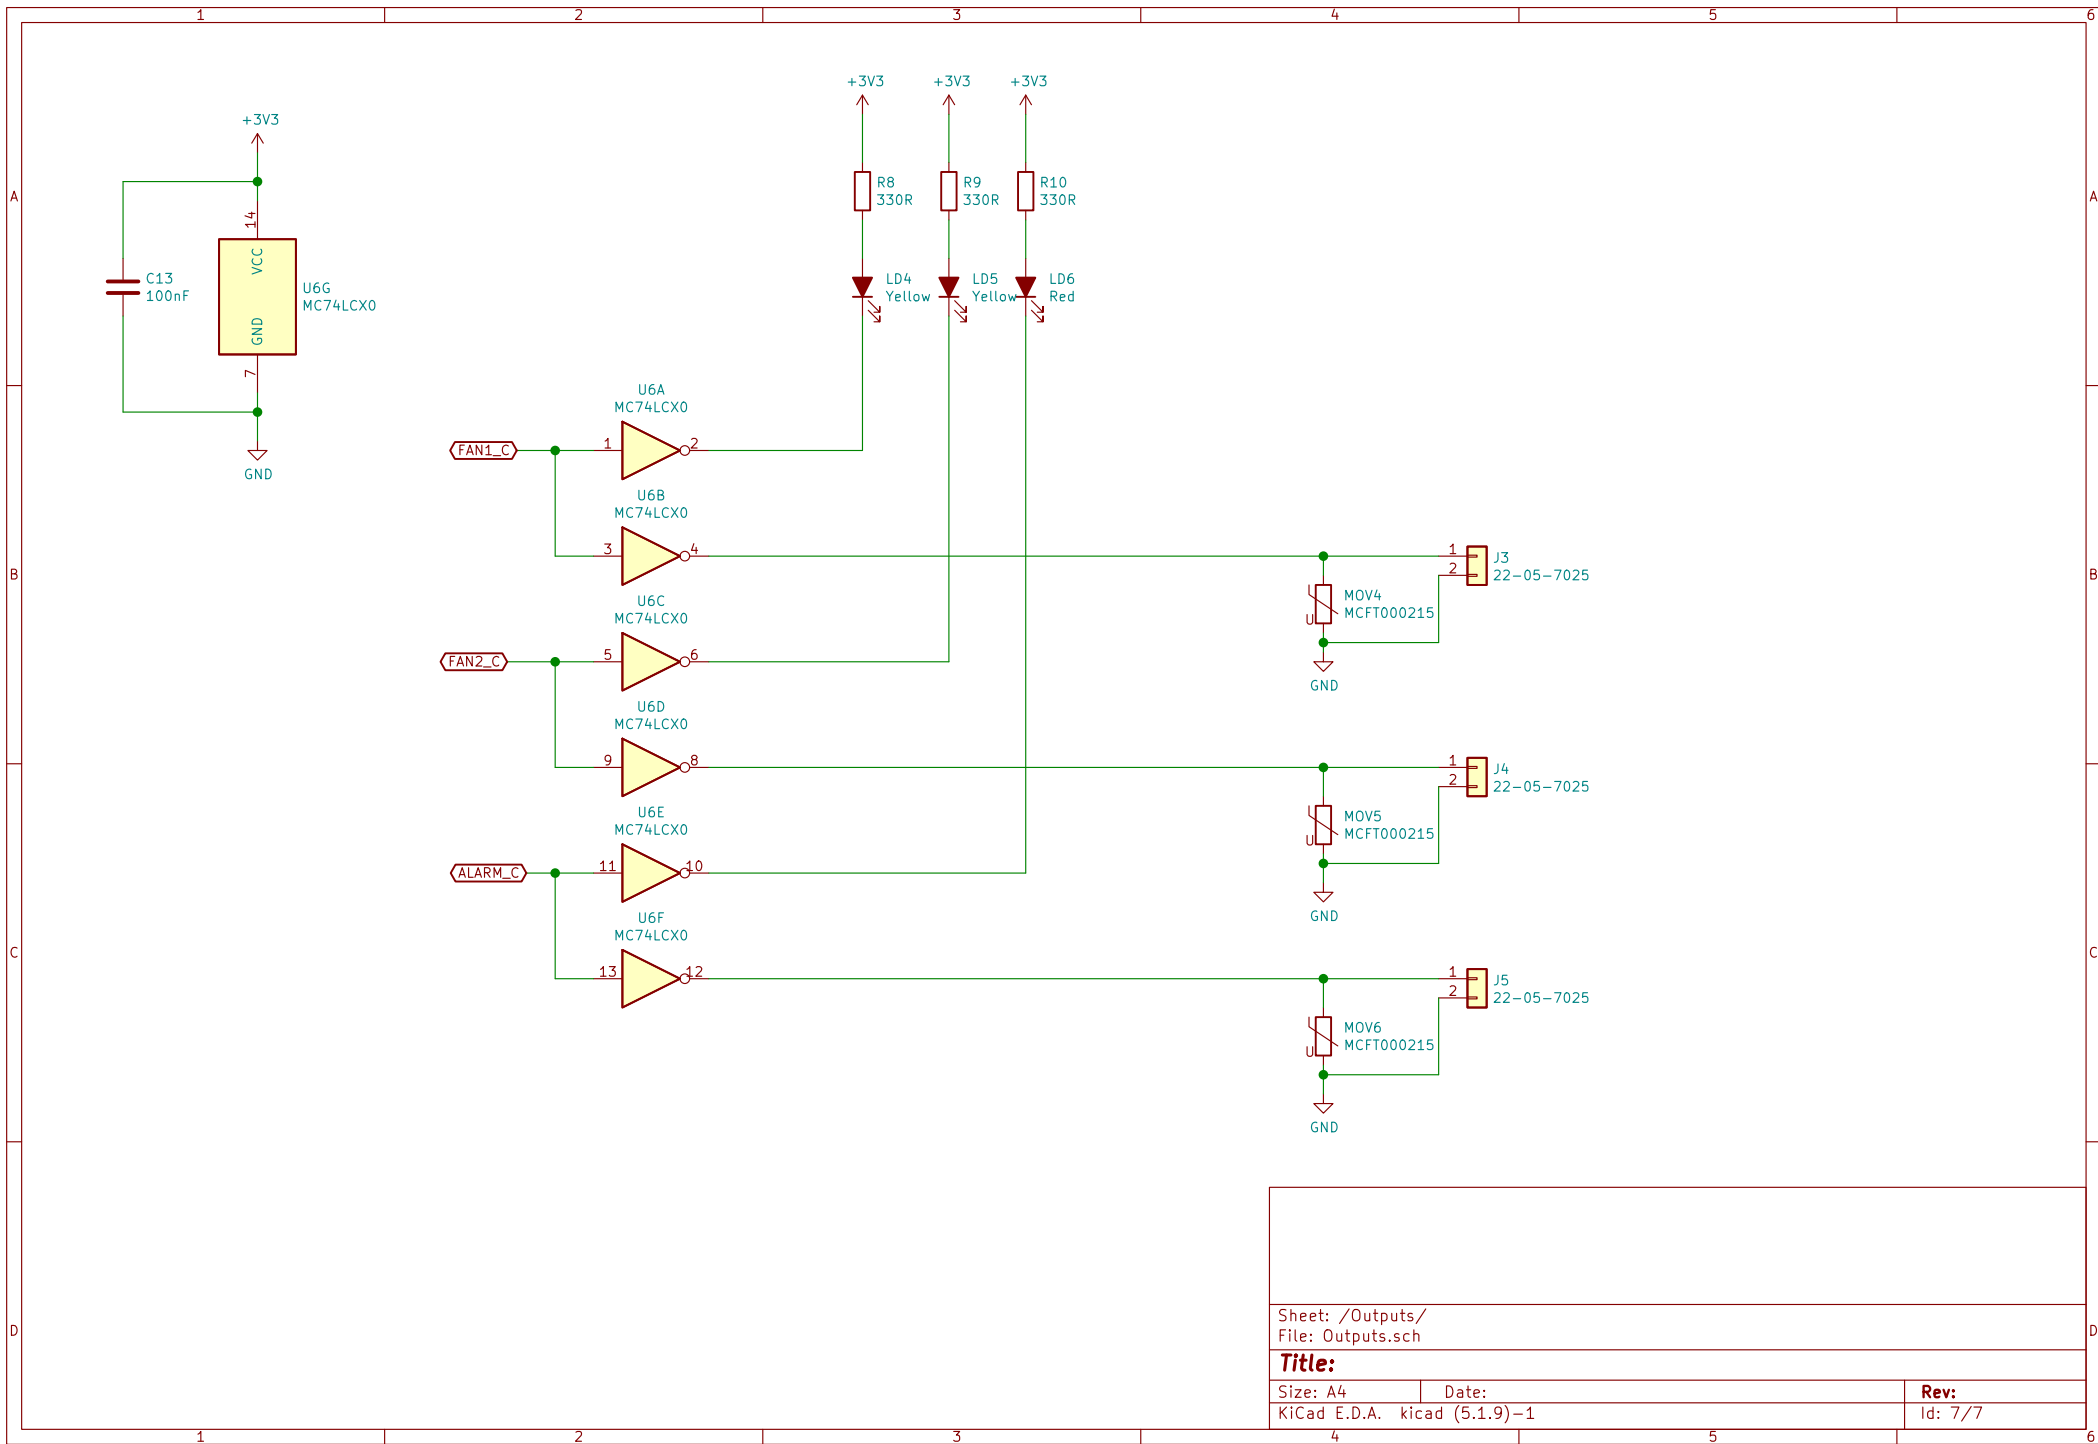 1 2 3 4 5 6
+3V3 +3V3 +3V3
+3V3
A A
R8
330R
R9
330R
R10
330R
14
VCC
GND
7
C13
100nF
U6G
MC74LCX0
LD4
Yellow
LD5
Yellow
LD6
Red
GND
U6A
MC74LCX0
FAN1_C 1 2
U6B
MC74LCX0
3 4
1
2
J3
22-05-7025
B B
MOV4
MCFT000215
U
GND
U6C
MC74LCX0
FAN2_C 5 6
U6D
MC74LCX0
9 8
1
2
J4
22-05-7025
MOV5
MCFT000215
U
GND
U6E
MC74LCX0
ALARM_C 11 10
U6F
MC74LCX0
13 12
C C
1
2
J5
22-05-7025
MOV6
MCFT000215
U
GND
Sheet: /Outputs/
File: Outputs.sch
D D
Title:
Size: A4 Date: Rev:
KiCad E.D.A. kicad (5.1.9)-1 Id: 7/7
1 2 3 4 5 6